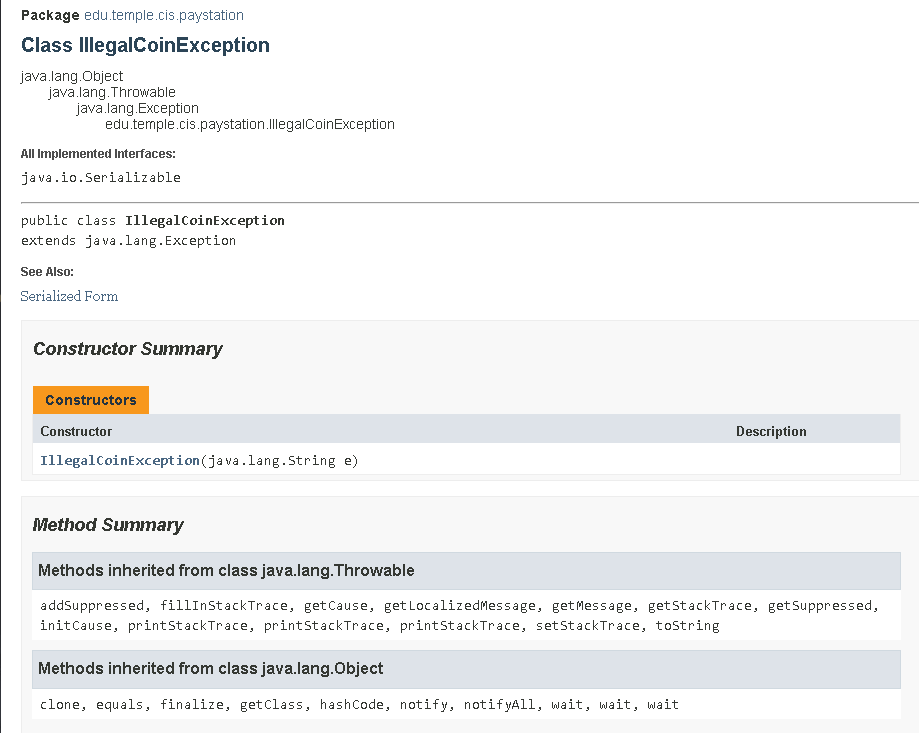 Package edu.temple.cis.paystation
Class IllegalCoinException
java.lang.Object
java.lang.Throwable
java.lang.Exception
edu.temple.cis.paystation.IllegalCoinException
All Implemented Interfaces:
java.io.Serializable
public class IllegalCoinException
extends java.lang.Exception
See Also:
Serialized Form
Constructor Summary
Constructors
Constructor Description
IllegalCoinException(java.lang.String e)
Method Summary
Methods inherited from class java.lang.Throwable
addSuppressed, fillInStackTrace, getCause, getLocalizedMessage, getMessage, getStackTrace, getSuppressed,
initCause, printStackTrace, printStackTrace, printStackTrace, setStackTrace, toString
Methods inherited from class java.lang.Object
clone, equals, finalize, getClass, hashCode, notify, notifyAll, wait, wait, wait